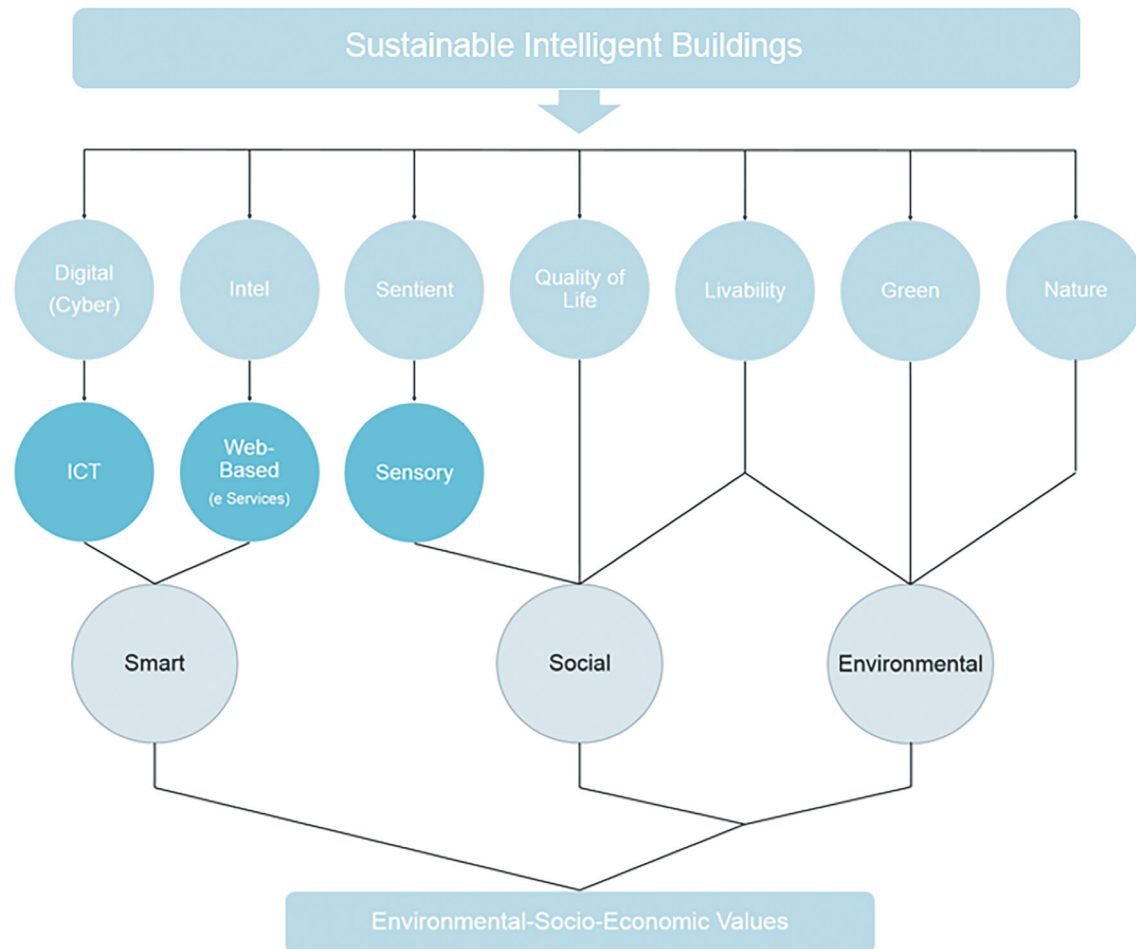 Sustainable Intelligent Buildings
Digital
(Cyber)
Intel
Sentient
Quality of
Life
Livability
Green
Nature
ICT
Web-
Based
(e Services)
Sensory
Smart
Social
Environmental
Environmental-Socio-Economic Values